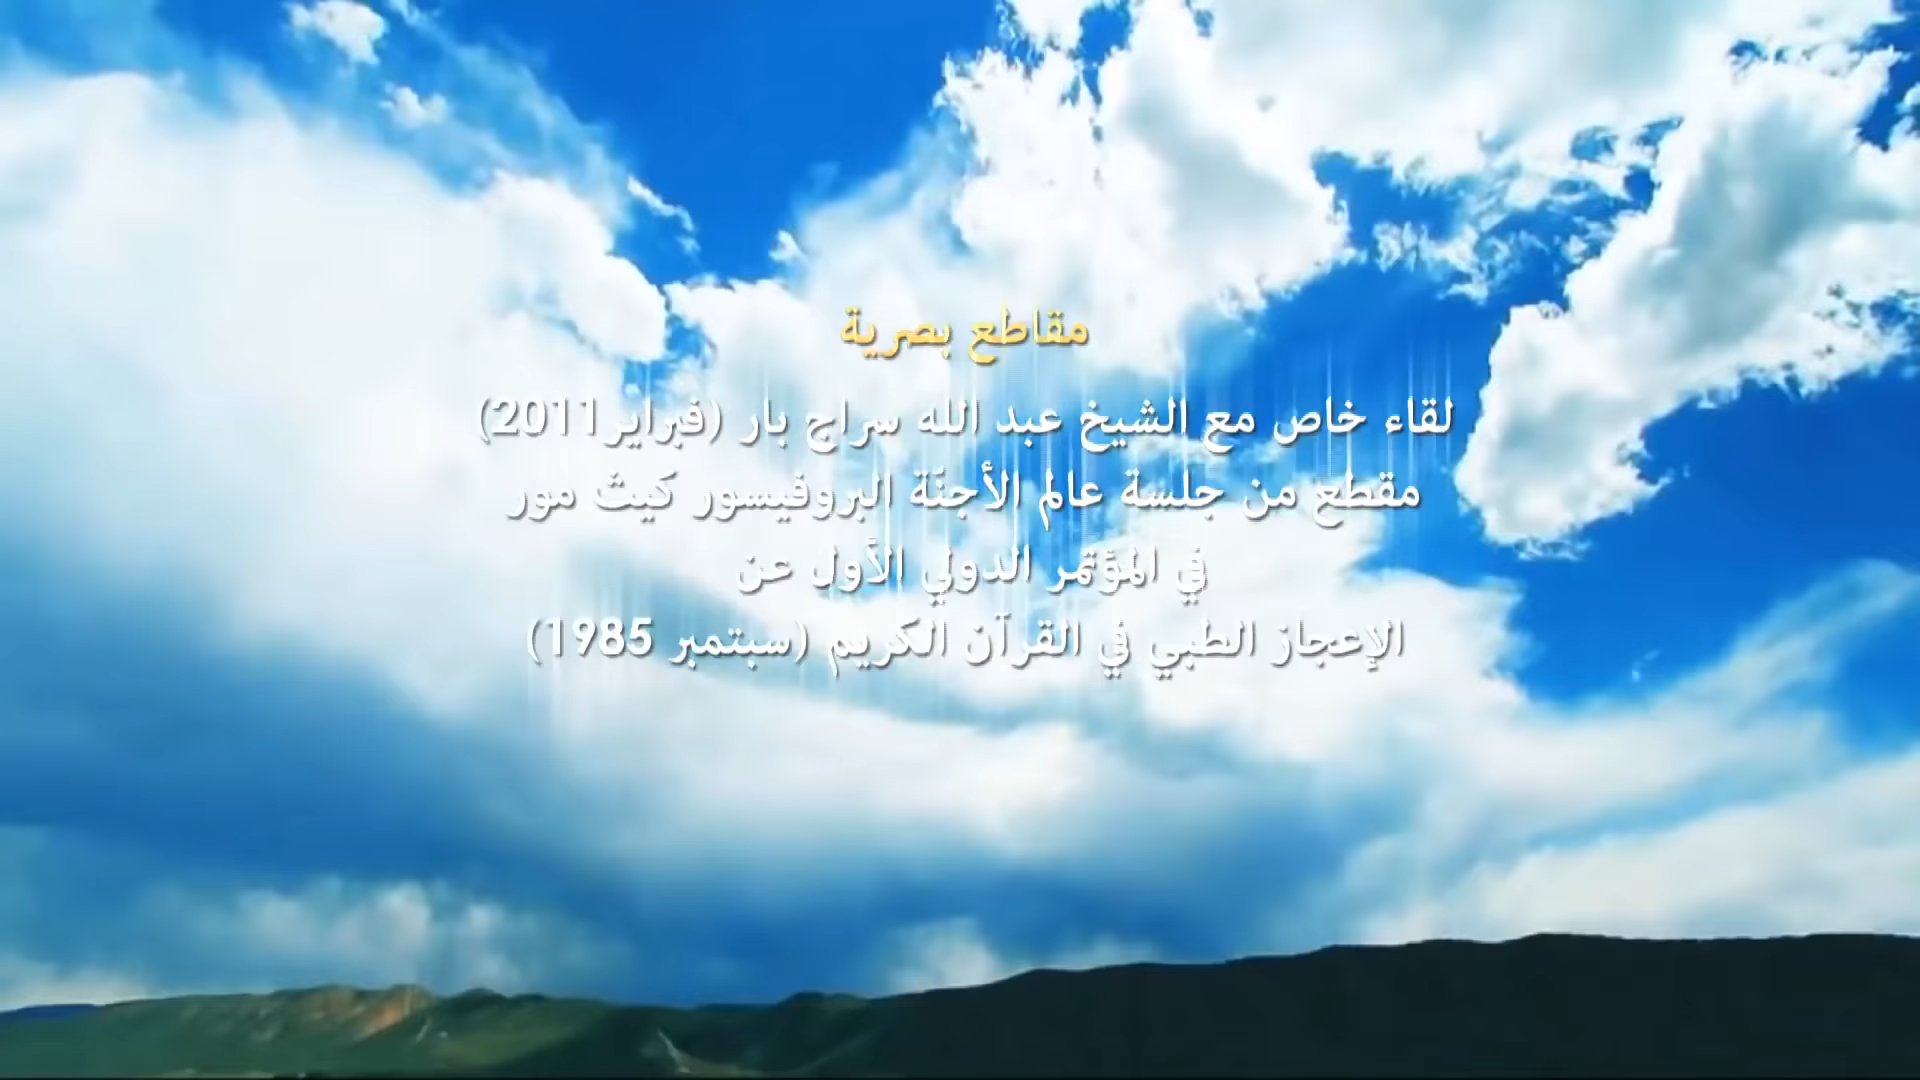 مقاطع بصرية
لقاء خاص مع الشيخ عبد الله سراج بار (فبراير2011)
مقطع من جلسة عالم الأجنّة البروفيسور كيث مور
في المؤتمر الدولي الأول عن
الإعجاز الطبي في القرآن الكريم (سبتمبر 1985)